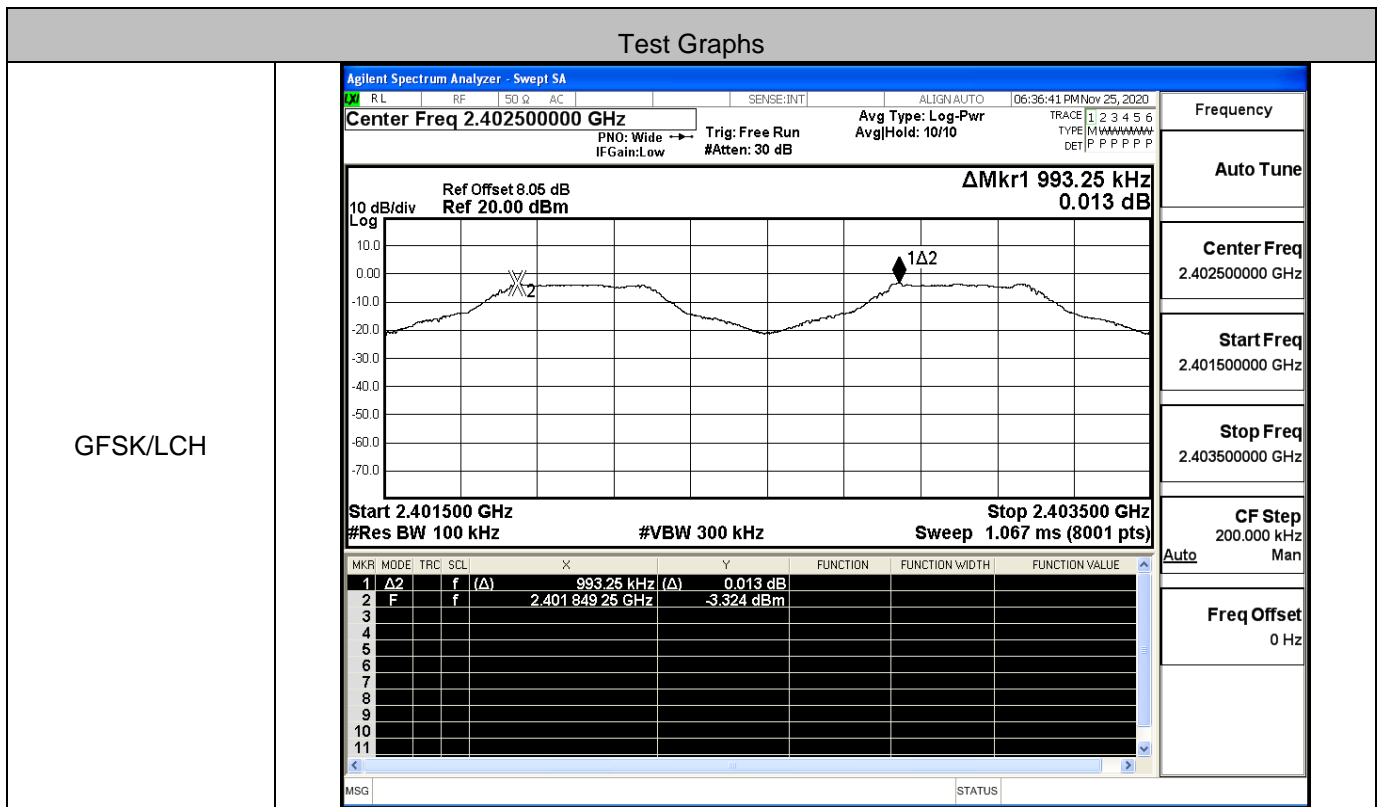 Test Graphs
GFSK/LCH
Agilent Spectrum Analyzer - Swept SA
LXI RL RF 50 Ω AC SENSE:INT ALIGN AUTO 06:36:41 PM Nov 25, 2020
Center Freq 2.402500000 GHz
PNO: Wide
IFGain:Low
Trig: Free Run
#Atten: 30 dB
Avg Type: Log-Pwr
Avg|Hold: 10/10
TRACE 1 2 3 4 5 6
TYPE M WWWWW
DET P P P P P P
ΔMkr1 993.25 kHz
0.013 dB
Ref Offset 8.05 dB
10 dB/div Ref 20.00 dBm
Log
10.0
0.00
-10.0
-20.0
-30.0
-40.0
-50.0
-60.0
-70.0
1Δ2
2
Start 2.401500 GHz Stop 2.403500 GHz
#Res BW 100 kHz #VBW 300 kHz Sweep 1.067 ms (8001 pts)
MKR MODE TRC SCL X Y FUNCTION FUNCTION WIDTH FUNCTION VALUE
1 Δ2 f (Δ) 993.25 kHz (Δ) 0.013 dB
2 F f 2.401 849 25 GHz -3.324 dBm
3
4
5
6
7
8
9
10
11
MSG STATUS
Frequency
Auto Tune
Center Freq
2.402500000 GHz
Start Freq
2.401500000 GHz
Stop Freq
2.403500000 GHz
CF Step
200.000 kHz
Auto Man
Freq Offset
0 Hz